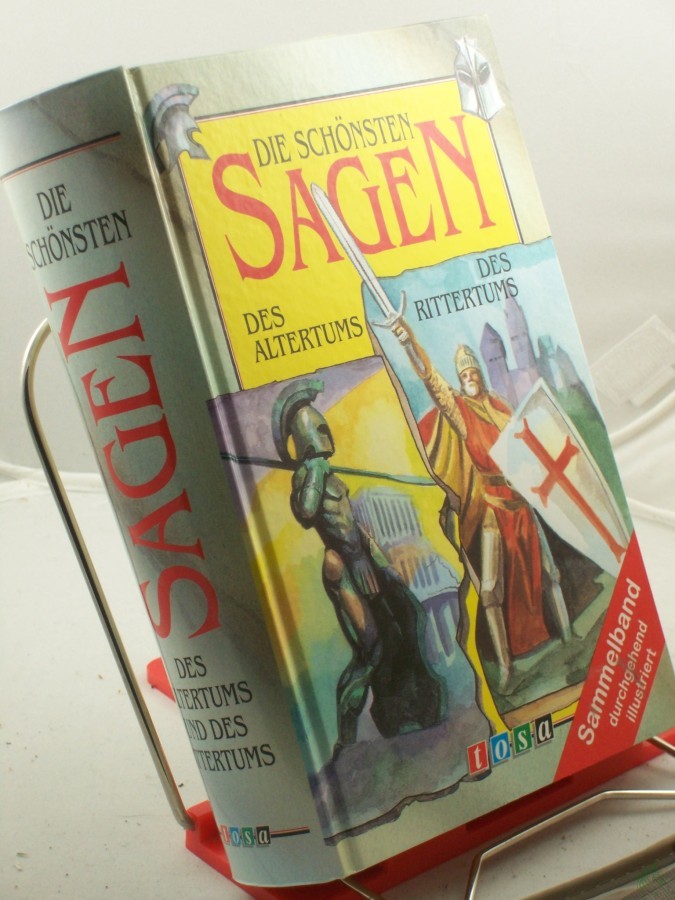 DIE SCHÖNSTEN
SAGEN
DES
ALTERTUMS
DES
RITTERTUMS
Sammelband
durchgehend
illustriert
tosa
DIE
SCHÖNSTEN
SAGEN
DES
ALTERTUMS
UND DES
RITTERTUMS
tosa